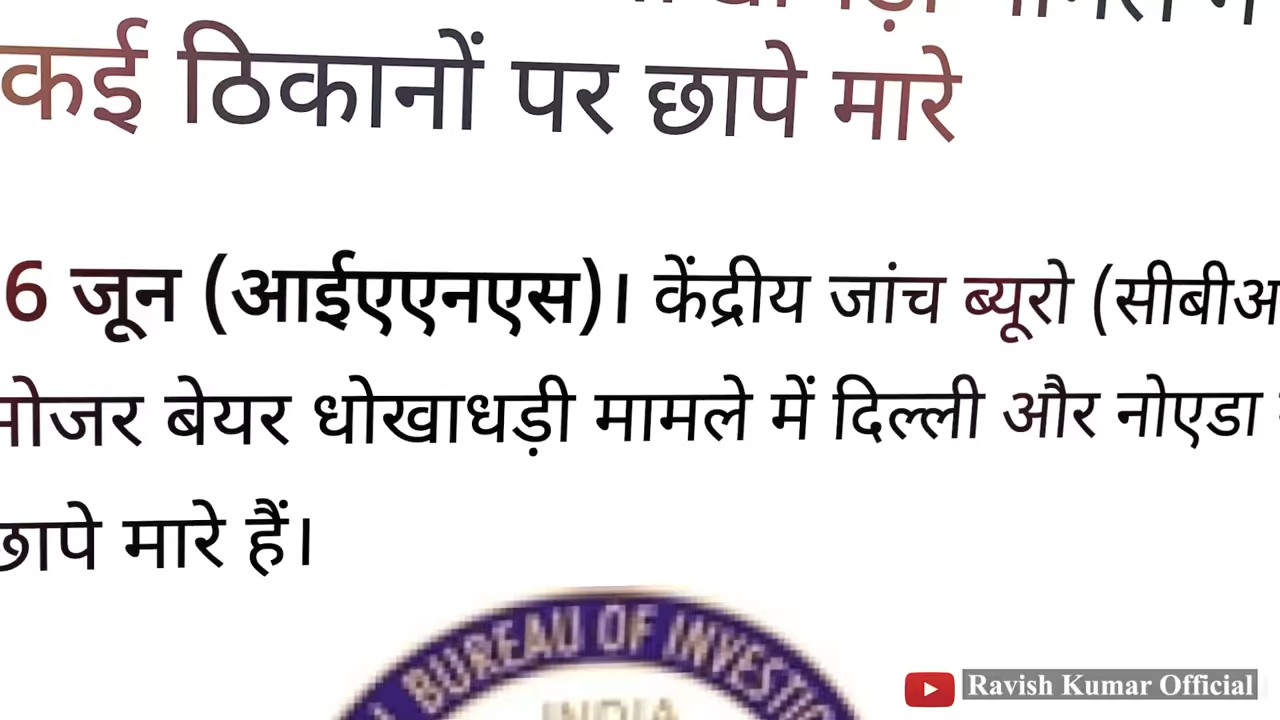 कई ठिकानों पर छापे मारे
6 जून (आईएएनएस)। केंद्रीय जांच ब्यूरो (सीबीअ
मोजर बेयर धोखाधड़ी मामले में दिल्ली और नोएडा
छापे मारे हैं।
BUREAU OF INVESTIG
INDIA
Ravish Kumar Official